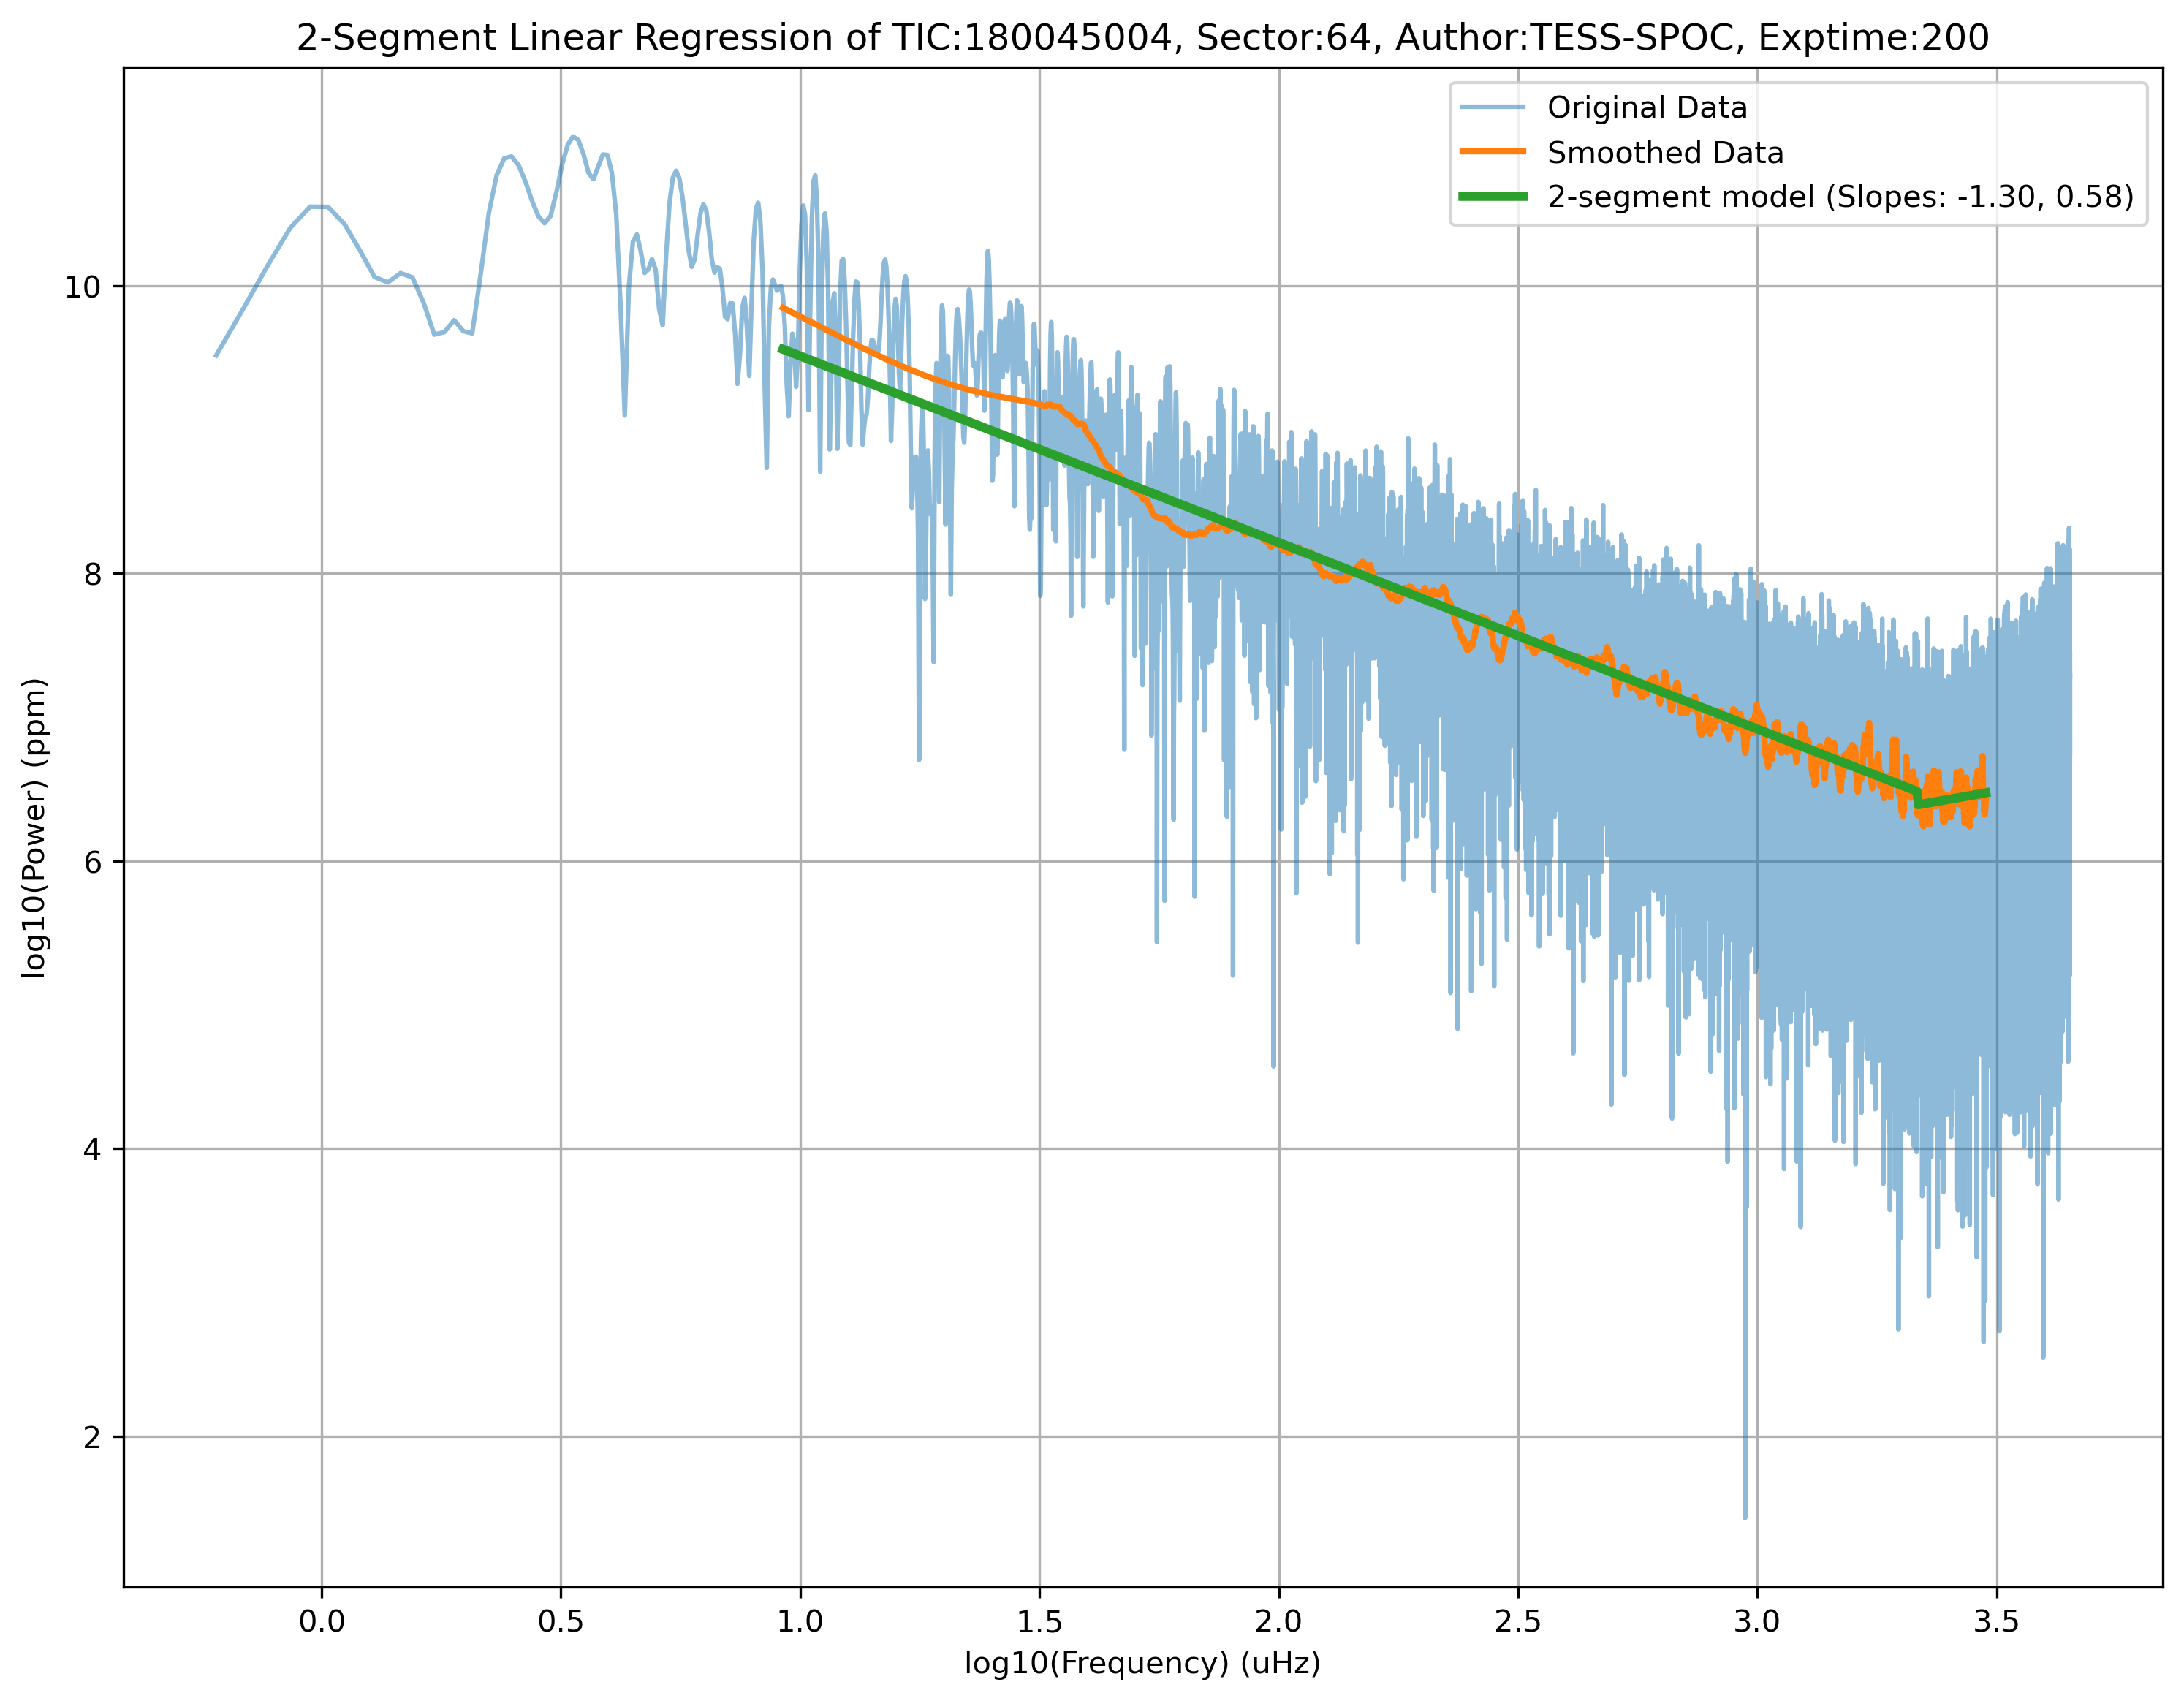 2-Segment Linear Regression of TIC:180045004, Sector:64, Author:TESS-SPOC, Exptime:200
Original Data
Smoothed Data
2-segment model (Slopes: -1.30, 0.58)
log10(Power) (ppm)
10
8
6
4
2
0.0 0.5 1.0 1.5 2.0 2.5 3.0 3.5
log10(Frequency) (uHz)